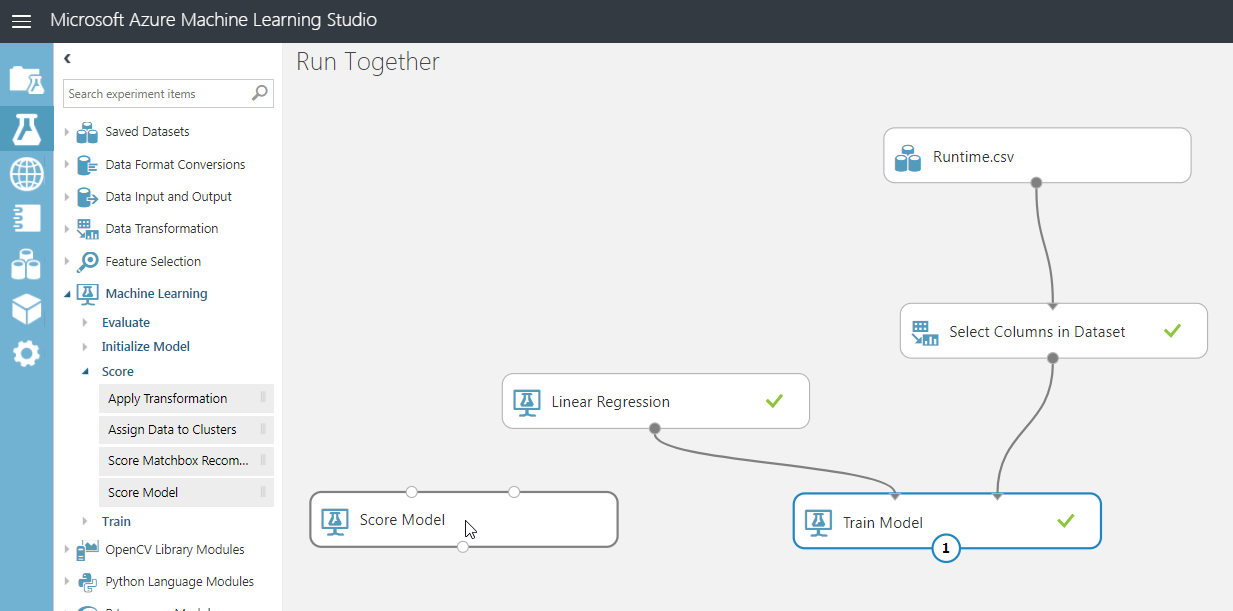 Microsoft Azure Machine Learning Studio
Run Together
Search experiment items
Saved Datasets
Data Format Conversions
Data Input and Output
Data Transformation
Feature Selection
Machine Learning
Evaluate
Initialize Model
Score
Apply Transformation
Assign Data to Clusters
Score Matchbox Recom...
Score Model
Train
OpenCV Library Modules
Python Language Modules
Runtime.csv
Select Columns in Dataset
Linear Regression
Score Model
Train Model
1